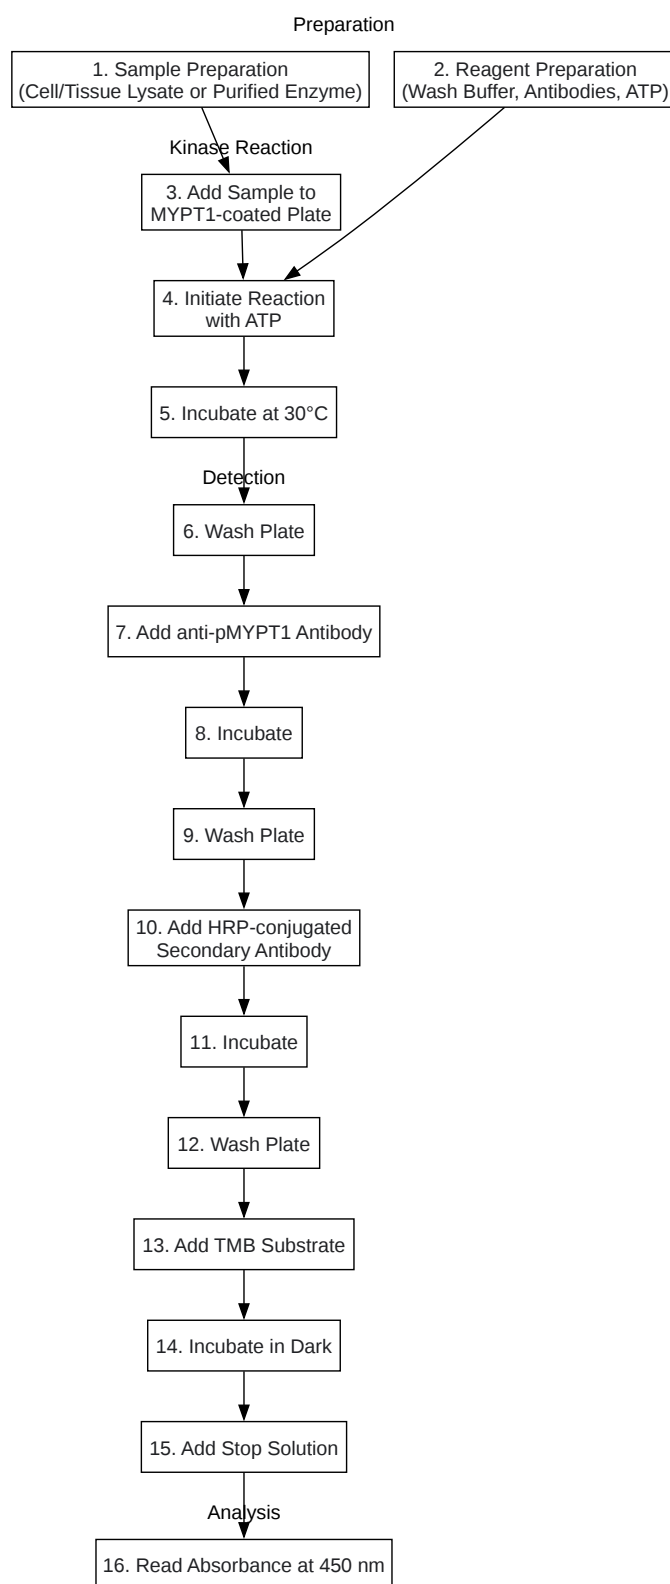 Preparation
1. Sample Preparation
(Cell/Tissue Lysate or Purified Enzyme)
2. Reagent Preparation
(Wash Buffer, Antibodies, ATP)
Kinase Reaction
3. Add Sample to
MYPT1-coated Plate
4. Initiate Reaction
with ATP
5. Incubate at 30°C
Detection
6. Wash Plate
7. Add anti-pMYPT1 Antibody
8. Incubate
9. Wash Plate
10. Add HRP-conjugated
Secondary Antibody
11. Incubate
12. Wash Plate
13. Add TMB Substrate
14. Incubate in Dark
15. Add Stop Solution
Analysis
16. Read Absorbance at 450 nm